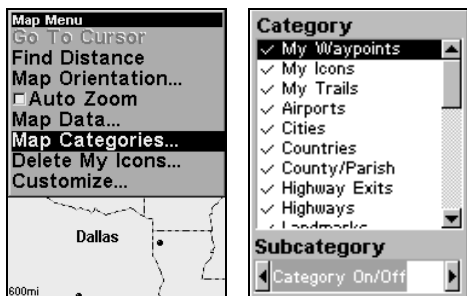 Map Menu
Go To Cursor
Find Distance
Map Orientation...
Auto Zoom
Map Data...
Map Categories...
Delete My Icons...
Customize...
Dallas
600mi
Category
My Waypoints
My Icons
My Trails
Airports
Cities
Countries
County/Parish
Highway Exits
Highways
Landmarks
Subcategory
Category On/Off